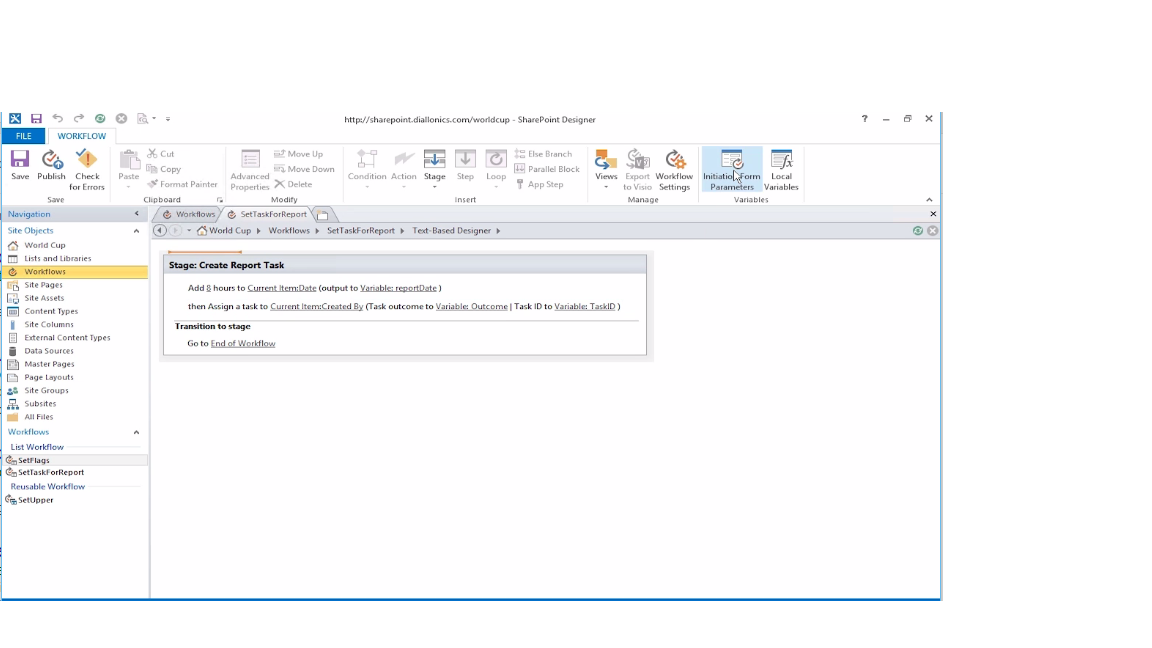 http://sharepoint.diallonics.com/worldcup - SharePoint Designer
?
FILE
WORKFLOW
Save
Publish
Check
for Errors
Save
Paste
Cut
Copy
Format Painter
Clipboard
Advanced
Properties
Move Up
Move Down
Delete
Modify
Condition
Action
Stage
Step
Loop
Else Branch
Parallel Block
App Step
Insert
Views
Export
to Visio
Workflow
Settings
Manage
Initiation Form
Parameters
Local
Variables
Variables
Navigation
Workflows
SetTaskForReport
Site Objects
World Cup
Workflows
SetTaskForReport
Text-Based Designer
World Cup
Lists and Libraries
Workflows
Site Pages
Site Assets
Content Types
Site Columns
External Content Types
Data Sources
Master Pages
Page Layouts
Site Groups
Subsites
All Files
Workflows
List Workflow
SetFlags
SetTaskForReport
Reusable Workflow
SetUpper
Stage: Create Report Task
Add 8 hours to Current Item:Date (output to Variable: reportDate )
then Assign a task to Current Item:Created By (Task outcome to Variable: Outcome | Task ID to Variable: TaskID )
Transition to stage
Go to End of Workflow